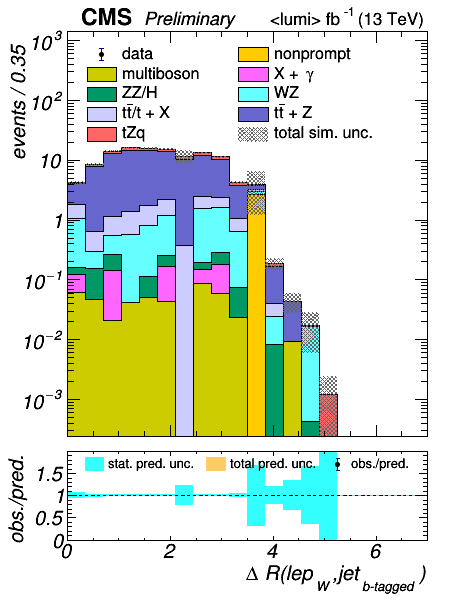 CMS Preliminary <lumi> fb⁻¹ (13 TeV)
events / 0.35
10³
10²
10
1
10⁻¹
10⁻²
10⁻³
data
nonprompt
multiboson
X + γ
ZZ/H
WZ
tt̄/t + X
tt̄ + Z
tZq
total sim. unc.
obs./pred.
1.5
1
0.5
0
stat. pred. unc.
total pred. unc.
obs./pred.
0 2 4 6
Δ R(lep_W,jet_b-tagged)